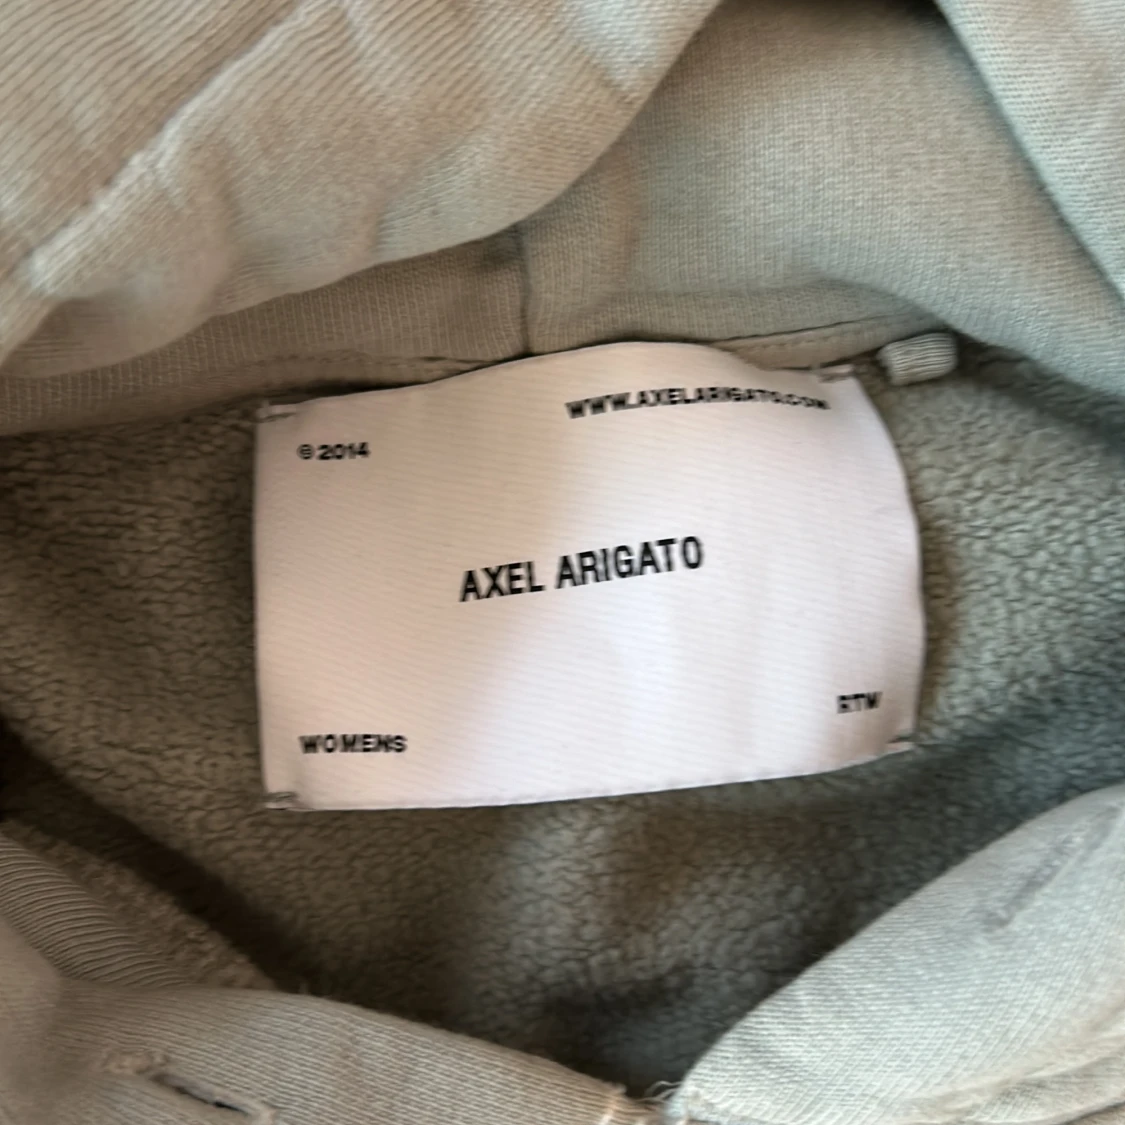 WWW.AXELARIGATO.COM
© 2014
AXEL ARIGATO
RTW
WOMENS